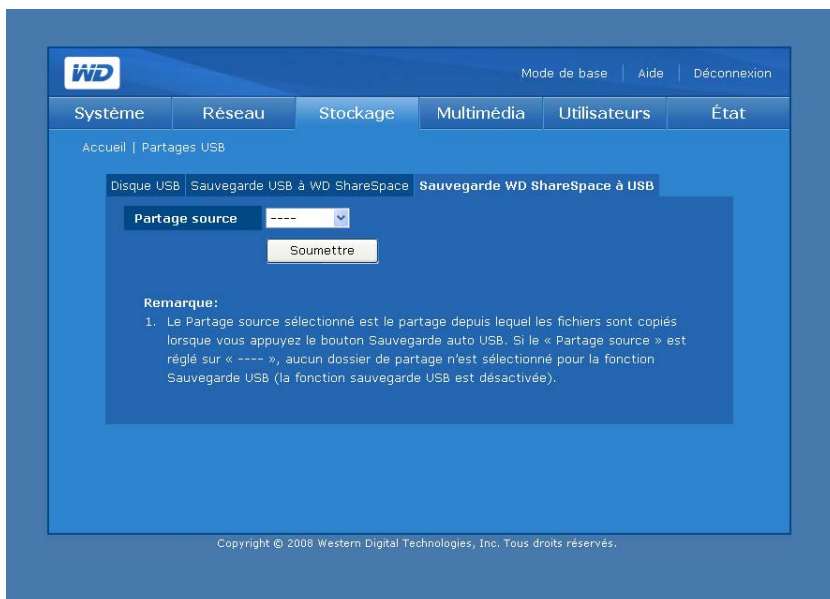 WD
Mode de base | Aide | Déconnexion
Système Réseau Stockage Multimédia Utilisateurs État
Accueil | Partages USB
Disque USB Sauvegarde USB à WD ShareSpace Sauvegarde WD ShareSpace à USB
Partage source ----
Soumettre
Remarque:
1. Le Partage source sélectionné est le partage depuis lequel les fichiers sont copiés
lorsque vous appuyez le bouton Sauvegarde auto USB. Si le « Partage source » est
réglé sur « ---- », aucun dossier de partage n'est sélectionné pour la fonction
Sauvegarde USB (la fonction sauvegarde USB est désactivée).
Copyright © 2008 Western Digital Technologies, Inc. Tous droits réservés.